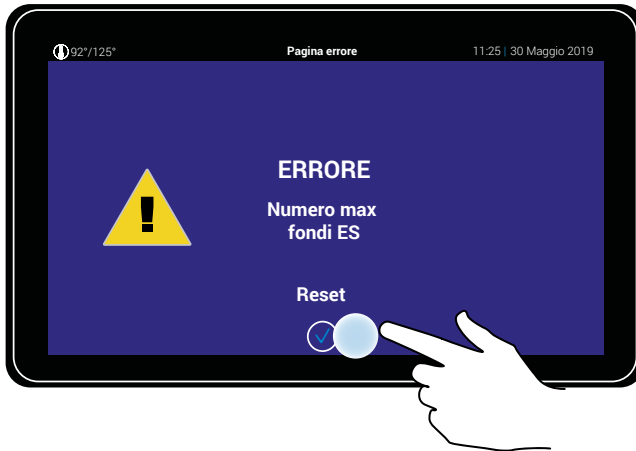 92°/125° Pagina errore 11:25 | 30 Maggio 2019
ERRORE
Numero max
fondi ES
Reset